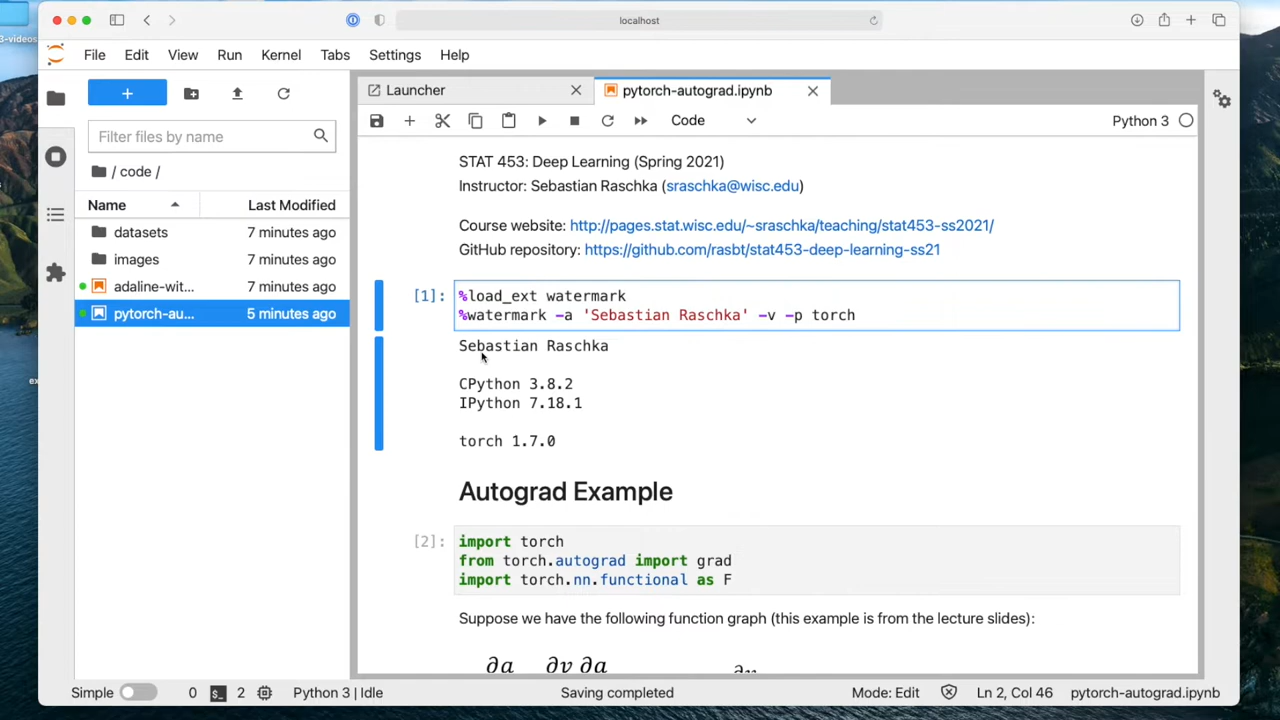 3-videos
localhost
File Edit View Run Kernel Tabs Settings Help
Launcher
pytorch-autograd.ipynb
Filter files by name
Code
Python 3
/ code /
Name Last Modified
datasets 7 minutes ago
images 7 minutes ago
adaline-wit... 7 minutes ago
pytorch-au... 5 minutes ago
STAT 453: Deep Learning (Spring 2021)
Instructor: Sebastian Raschka (sraschka@wisc.edu)
Course website: http://pages.stat.wisc.edu/~sraschka/teaching/stat453-ss2021/
GitHub repository: https://github.com/rasbt/stat453-deep-learning-ss21
[1]: %load_ext watermark
%watermark -a 'Sebastian Raschka' -v -p torch
Sebastian Raschka
CPython 3.8.2
IPython 7.18.1
torch 1.7.0
Autograd Example
[2]: import torch
from torch.autograd import grad
import torch.nn.functional as F
Suppose we have the following function graph (this example is from the lecture slides):
∂a ∂v ∂a
Simple 0 2 Python 3 | Idle Saving completed Mode: Edit Ln 2, Col 46 pytorch-autograd.ipynb